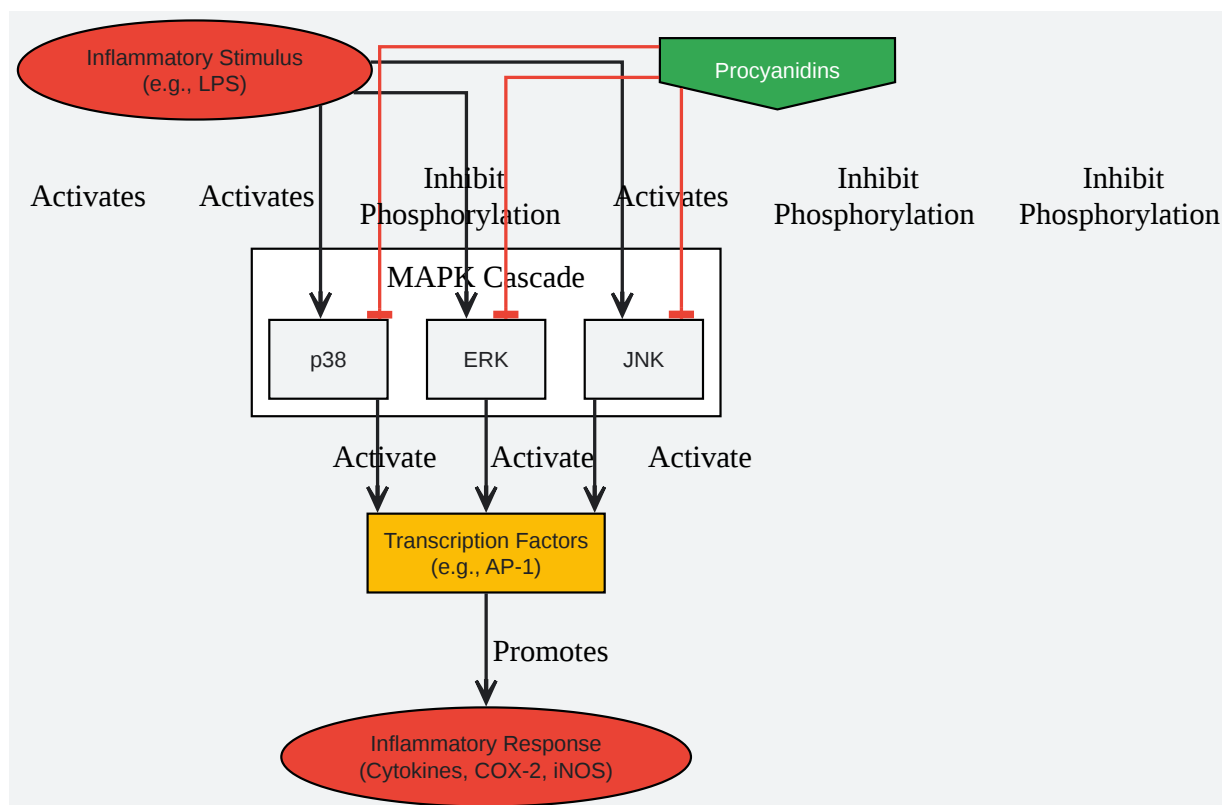 Inflammatory Stimulus
(e.g., LPS)
Procyanidins
Activates
Activates
Inhibit
Phosphorylation
Activates
Inhibit
Phosphorylation
Inhibit
Phosphorylation
MAPK Cascade
p38
ERK
JNK
Activate
Activate
Activate
Transcription Factors
(e.g., AP-1)
Promotes
Inflammatory Response
(Cytokines, COX-2, iNOS)